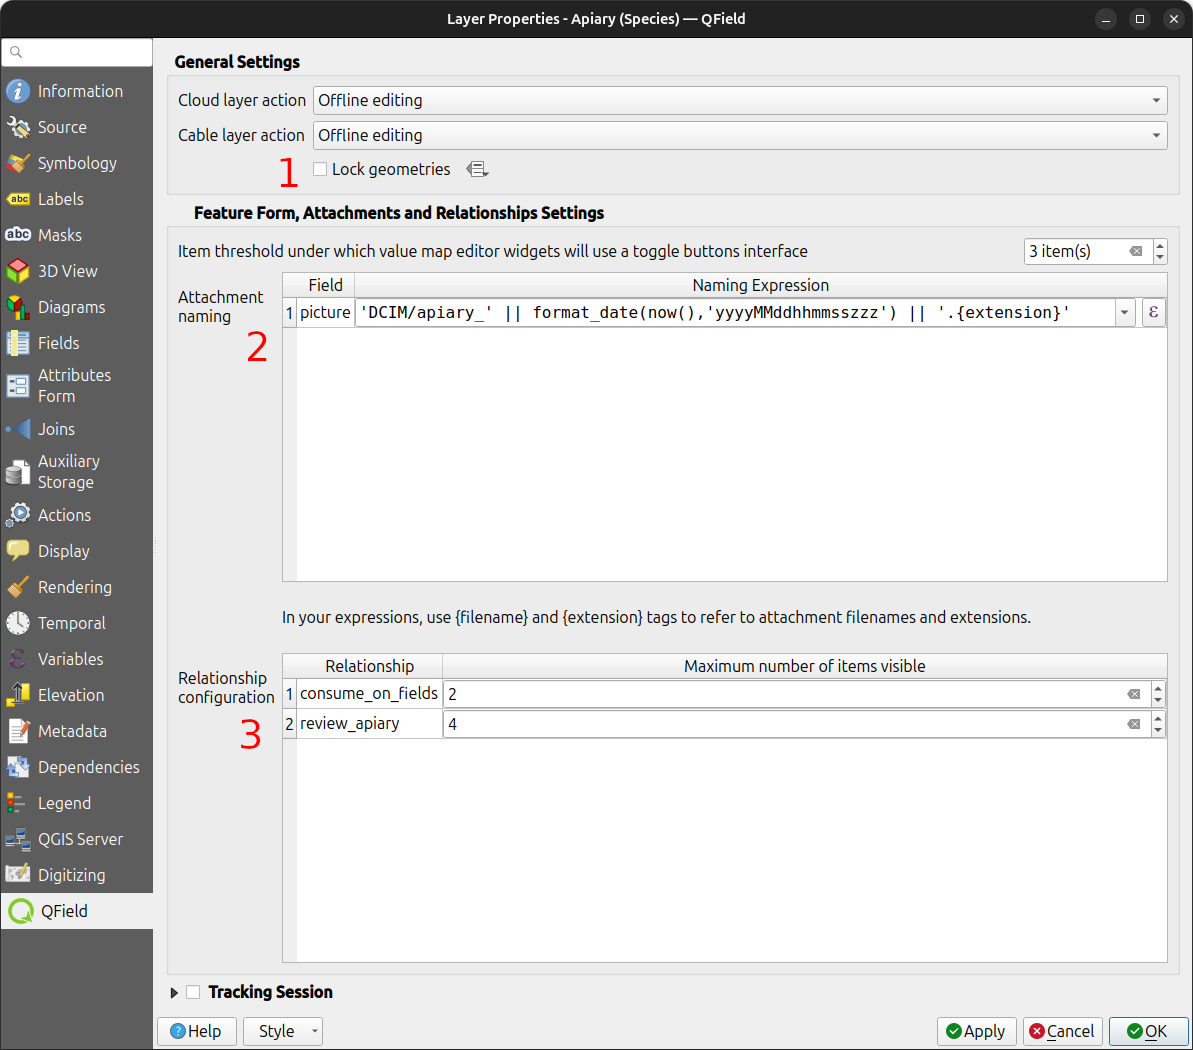 Layer Properties - Apiary (Species) — QField
Information
Source
Symbology
abc Labels
abc Masks
3D View
Diagrams
Fields
Attributes
Form
Joins
Auxiliary
Storage
Actions
Display
Rendering
Temporal
ε Variables
Elevation
Metadata
Dependencies
Legend
QGIS Server
Digitizing
QField
General Settings
Cloud layer action Offline editing
Cable layer action Offline editing
1 Lock geometries
Feature Form, Attachments and Relationships Settings
Item threshold under which value map editor widgets will use a toggle buttons interface 3 item(s)
Attachment
naming
2
Field Naming Expression
1 picture 'DCIM/apiary_' || format_date(now(),'yyyyMMddhhmmsszzz') || '.{extension}' ε
In your expressions, use {filename} and {extension} tags to refer to attachment filenames and extensions.
Relationship
configuration
3
Relationship Maximum number of items visible
1 consume_on_fields 2
2 review_apiary 4
Tracking Session
? Help Style Apply Cancel OK